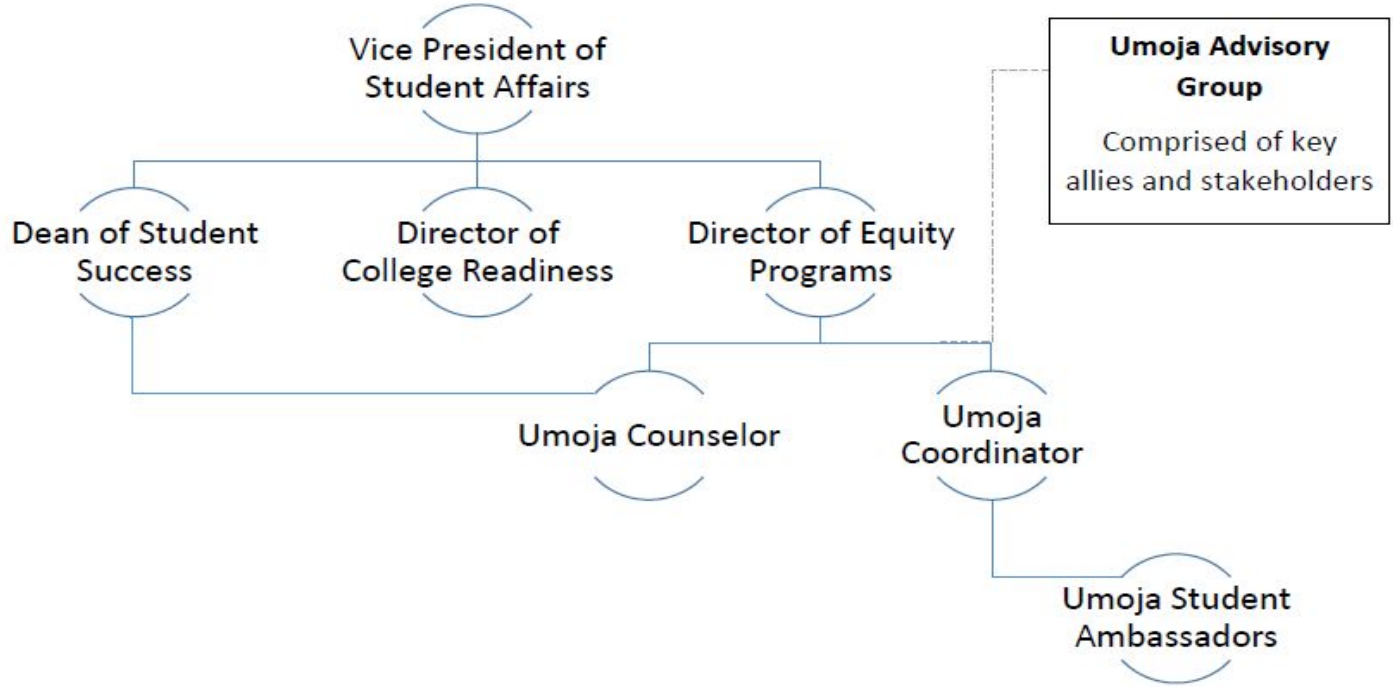 Vice President of
Student Affairs
Umoja Advisory
Group
Comprised of key
allies and stakeholders
Dean of Student
Success
Director of
College Readiness
Director of Equity
Programs
Umoja Counselor
Umoja
Coordinator
Umoja Student
Ambassadors